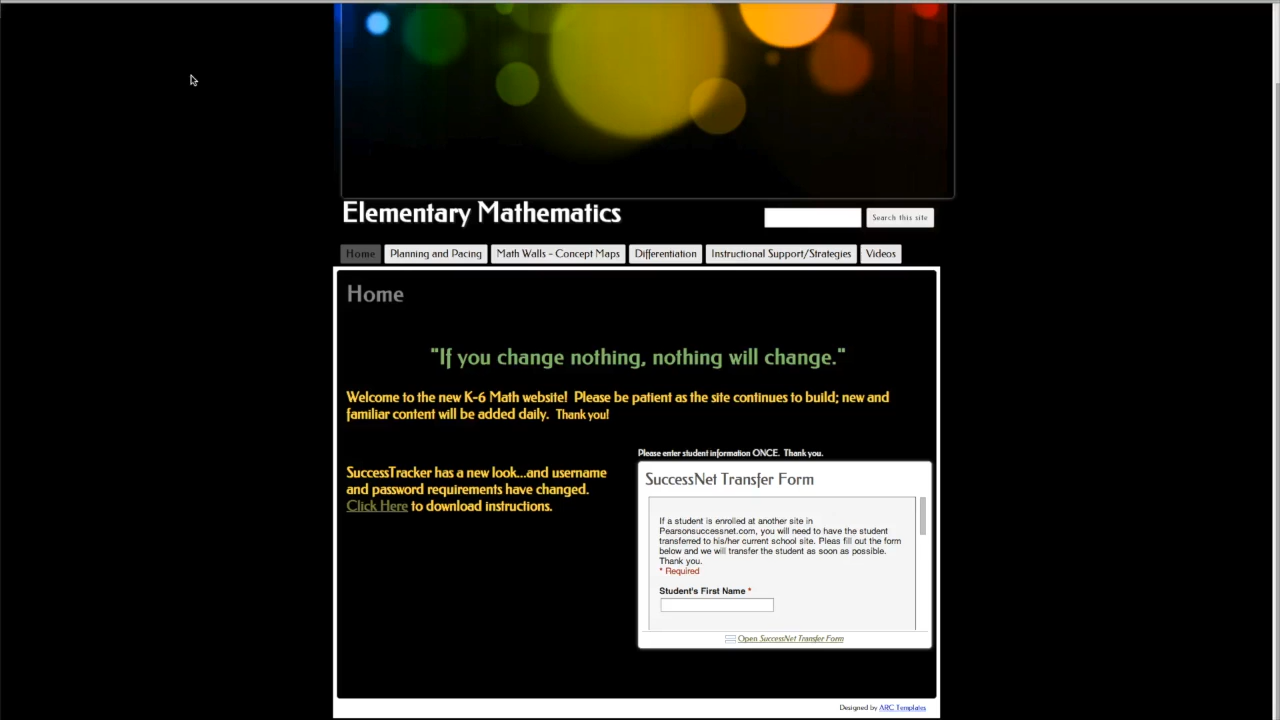 Elementary Mathematics
Search this site
Home
Planning and Pacing
Math Walls - Concept Maps
Differentiation
Instructional Support/Strategies
Videos
Home
"If you change nothing, nothing will change."
Welcome to the new K-6 Math website! Please be patient as the site continues to build; new and
familiar content will be added daily. Thank you!
SuccessTracker has a new look...and username
and password requirements have changed.
Click Here to download instructions.
Please enter student information ONCE. Thank you.
SuccessNet Transfer Form
If a student is enrolled at another site in
Pearsonsuccessnet.com, you will need to have the student
transferred to his/her current school site. Pleas fill out the form
below and we will transfer the student as soon as possible.
Thank you.
* Required
Student's First Name *
Open SuccessNet Transfer Form
Designed by ARC Templates